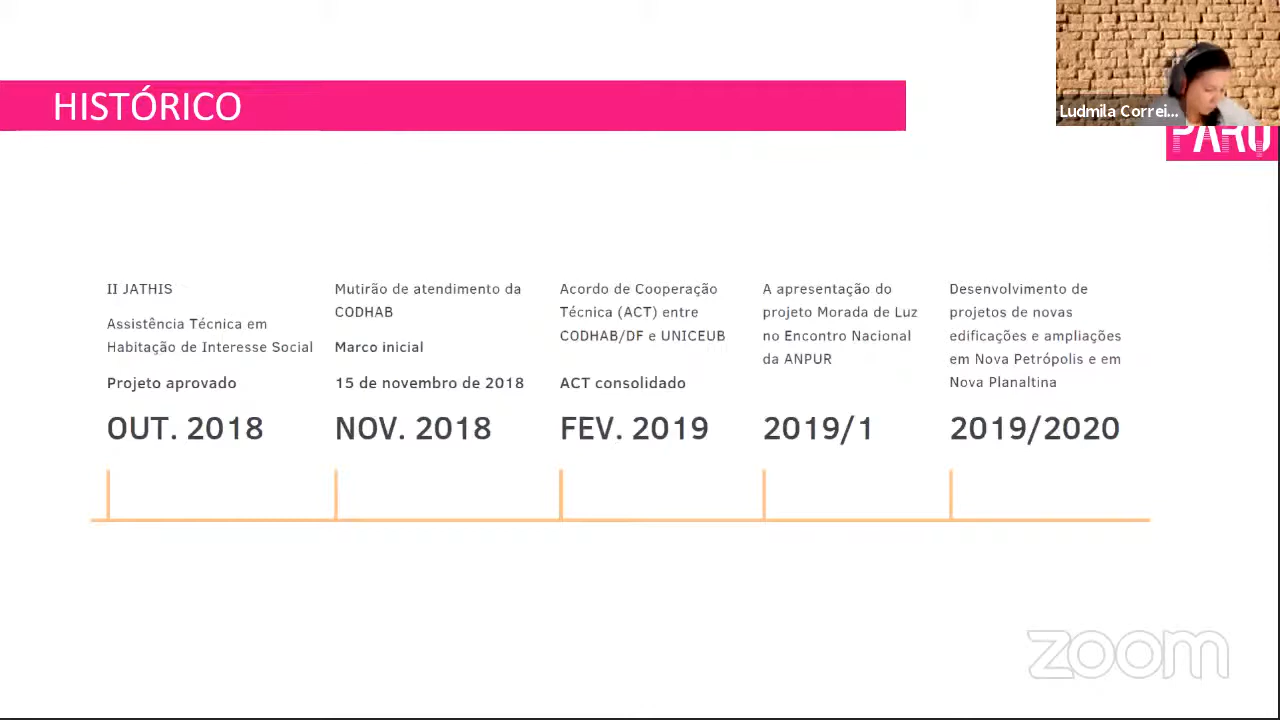 HISTÓRICO
Ludmila Correi...
PARQ
II JATHIS
Assistência Técnica em
Habitação de Interesse Social
Projeto aprovado
OUT. 2018
Mutirão de atendimento da
CODHAB
Marco inicial
15 de novembro de 2018
NOV. 2018
Acordo de Cooperação
Técnica (ACT) entre
CODHAB/DF e UNICEUB
ACT consolidado
FEV. 2019
A apresentação do
projeto Morada de Luz
no Encontro Nacional
da ANPUR
2019/1
Desenvolvimento de
projetos de novas
edificações e ampliações
em Nova Petrópolis e em
Nova Planaltina
2019/2020
zoom